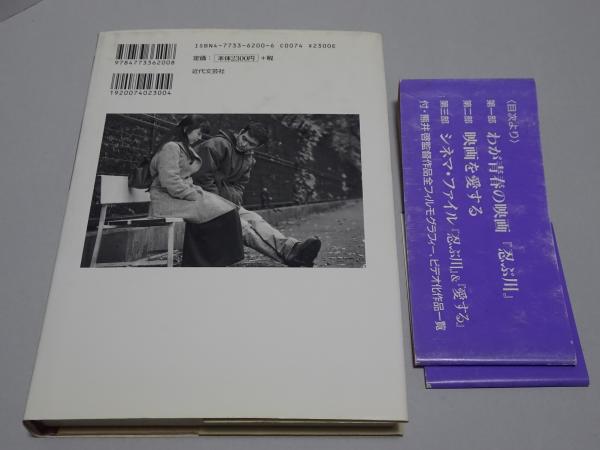 ISBN4-7733-6200-6 C0074 ¥2300E
定価：本体2300円＋税
近代文芸社
9784773362008
1920074023004
〈目次より〉
第一部 わが青春の映画『忍ぶ川』
第二部 映画を愛する
第三部 シネマ・ファイル『忍ぶ川』&『愛する』
付・熊井啓監督作品全フィルモグラフィー、ビデオ化作品一覧